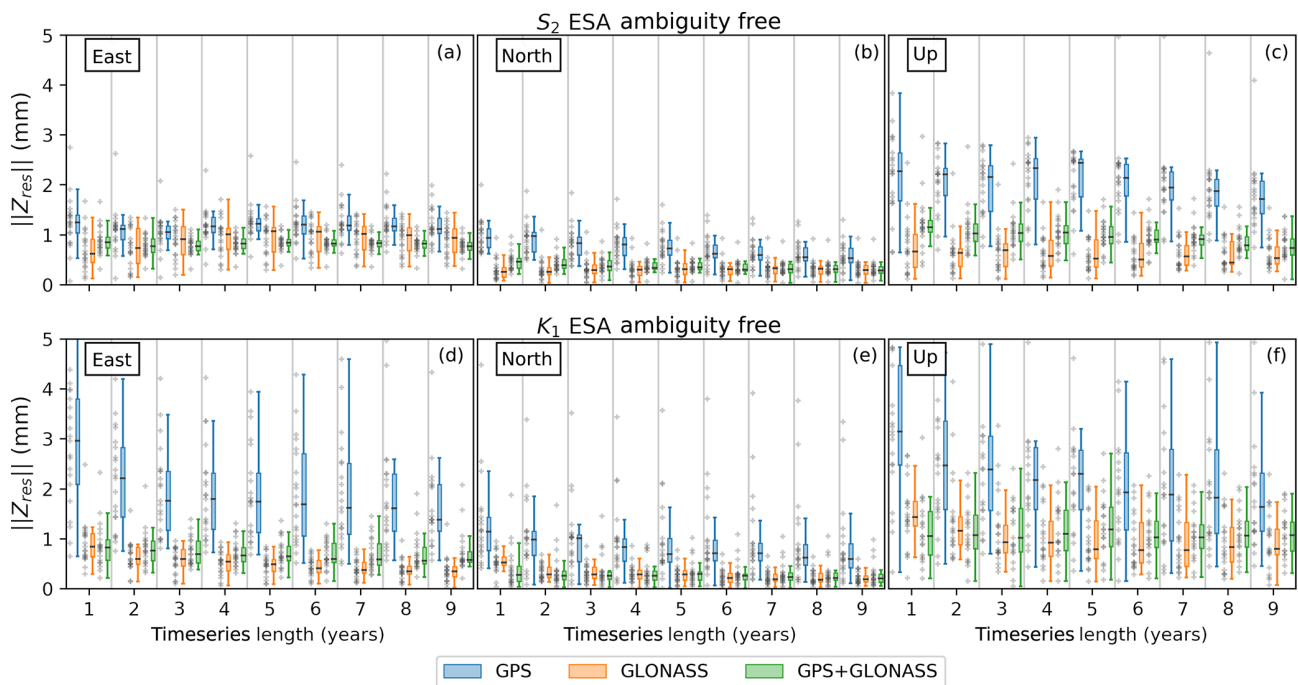 S₂ ESA ambiguity free
5
4
3
2
1
0
||Z_res|| (mm)
East
(a)
North
(b)
Up
(c)
K₁ ESA ambiguity free
5
4
3
2
1
0
||Z_res|| (mm)
East
(d)
North
(e)
Up
(f)
1 2 3 4 5 6 7 8 9 1 2 3 4 5 6 7 8 9 1 2 3 4 5 6 7 8 9
Timeseries length (years) Timeseries length (years) Timeseries length (years)
GPS GLONASS GPS+GLONASS